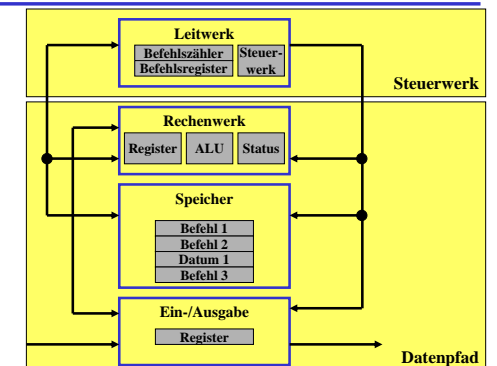 Leitwerk
Befehlszähler
Befehlsregister
Steuer-
werk
Steuerwerk
Rechenwerk
Register ALU Status
Speicher
Befehl 1
Befehl 2
Datum 1
Befehl 3
Ein-/Ausgabe
Register
Datenpfad